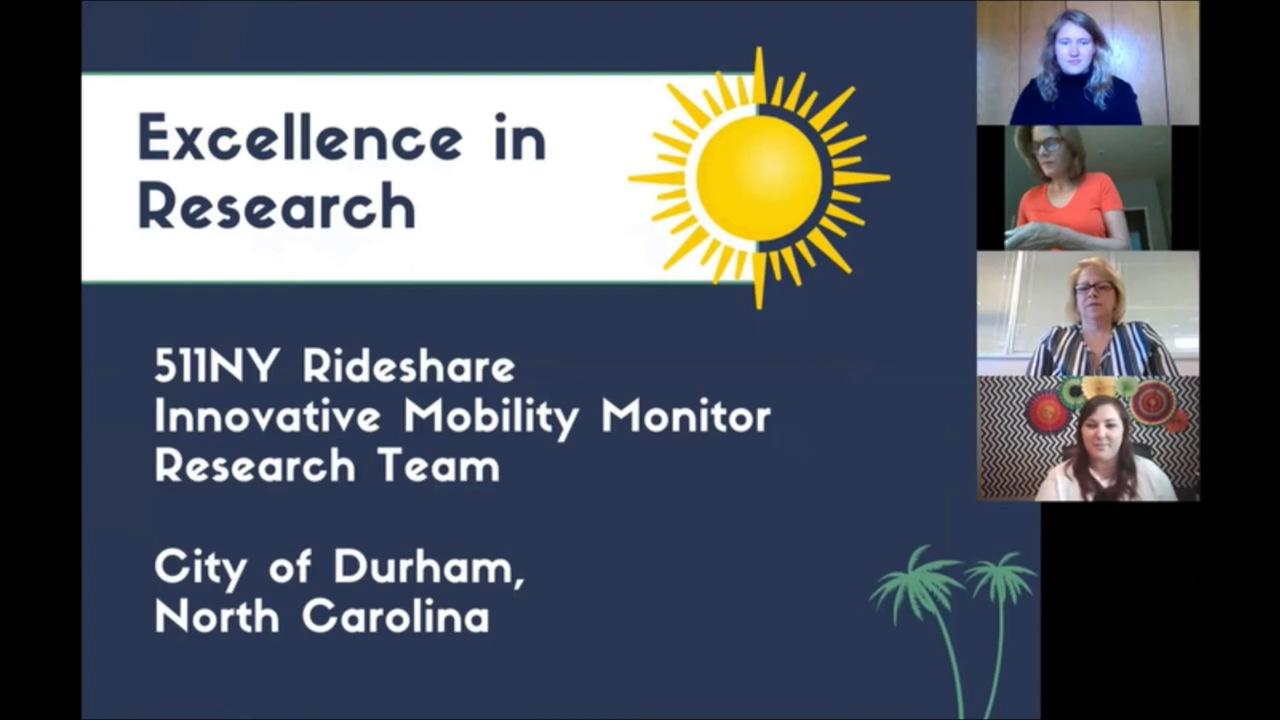 Excellence in
Research
511NY Rideshare
Innovative Mobility Monitor
Research Team
City of Durham,
North Carolina